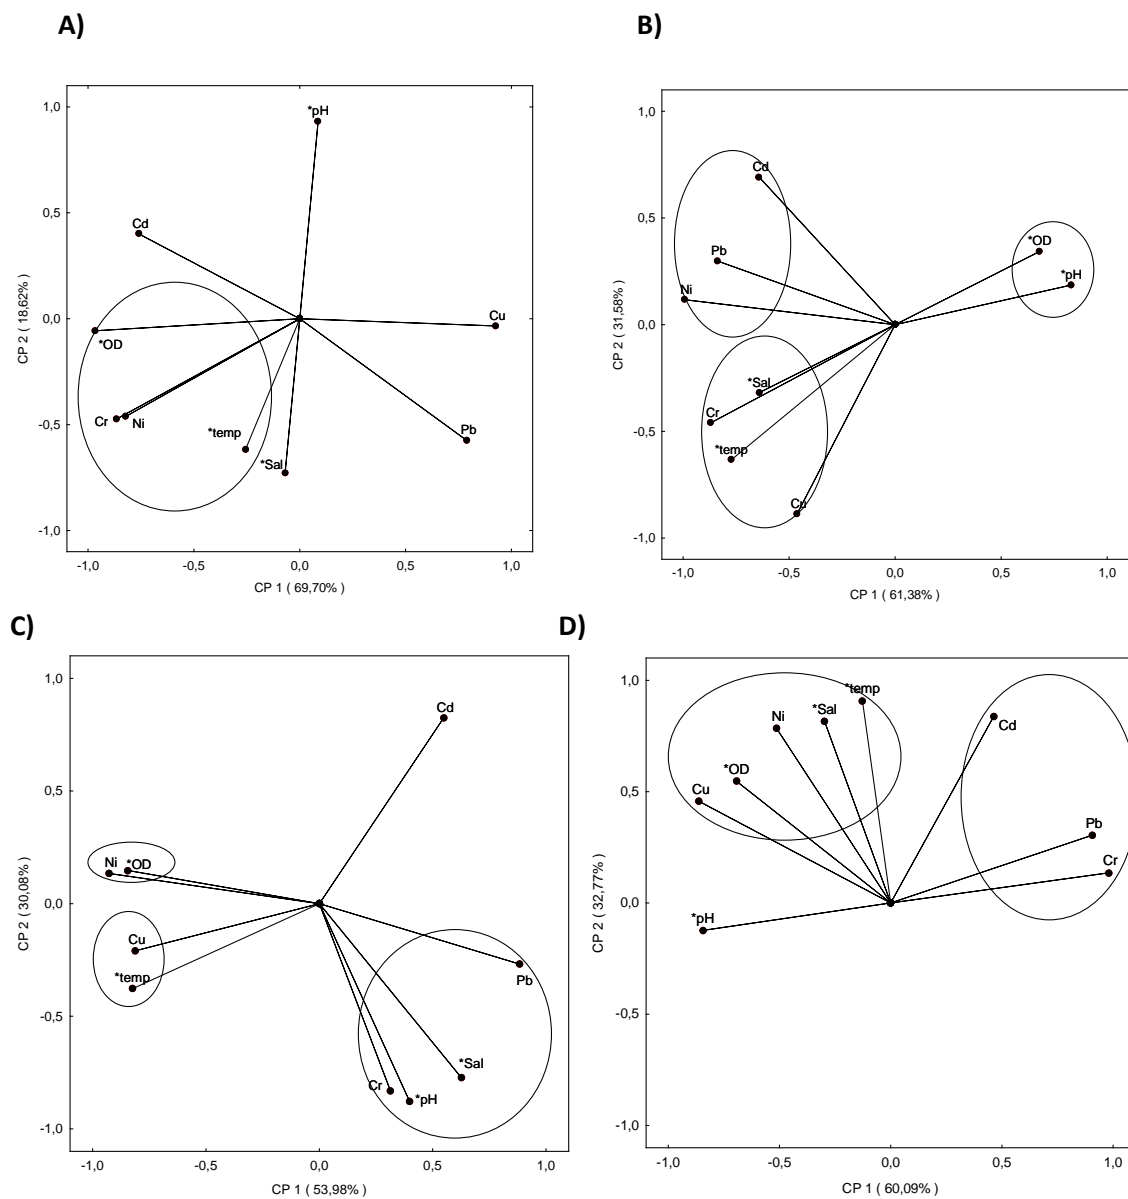 A)
1,0
0,5
0,0
-0,5
-1,0
CP 2 ( 18,62% )
*pH
Cd
Cu
*OD
Cr
Ni
*temp
*Sal
Pb
-1,0 -0,5 0,0 0,5 1,0
CP 1 ( 69,70% )
B)
1,0
0,5
0,0
-0,5
-1,0
CP 2 ( 31,58% )
Cd
*OD
Pb
*pH
Ni
*Sal
Cr
*temp
Cu
-1,0 -0,5 0,0 0,5 1,0
CP 1 ( 61,38% )
C)
1,0
0,5
0,0
-0,5
-1,0
CP 2 ( 30,08% )
Cd
Ni
*OD
Cu
*temp
Pb
*Sal
Cr
*pH
-1,0 -0,5 0,0 0,5 1,0
CP 1 ( 53,98% )
D)
1,0
0,5
0,0
-0,5
-1,0
CP 2 ( 32,77% )
*temp
*Sal
Ni
Cd
*OD
Cu
Pb
Cr
*pH
-1,0 -0,5 0,0 0,5 1,0
CP 1 ( 60,09% )